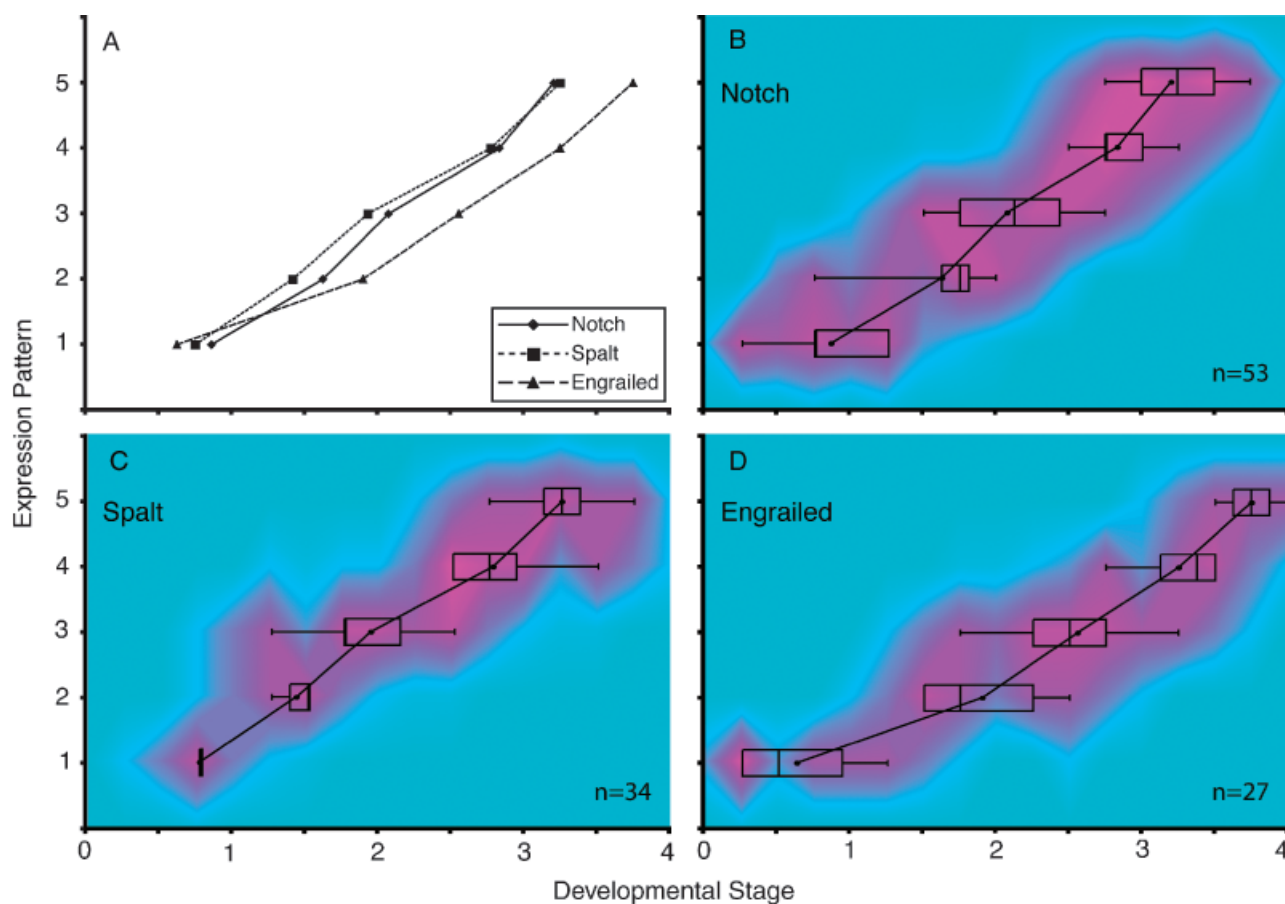 A
5
4
3
2
1
Notch
Spalt
Engrailed
B
Notch
n=53
Expression Pattern
C
Spalt
5
4
3
2
1
n=34
0
1
2
3
4
D
Engrailed
n=27
0
1
2
3
4
Developmental Stage